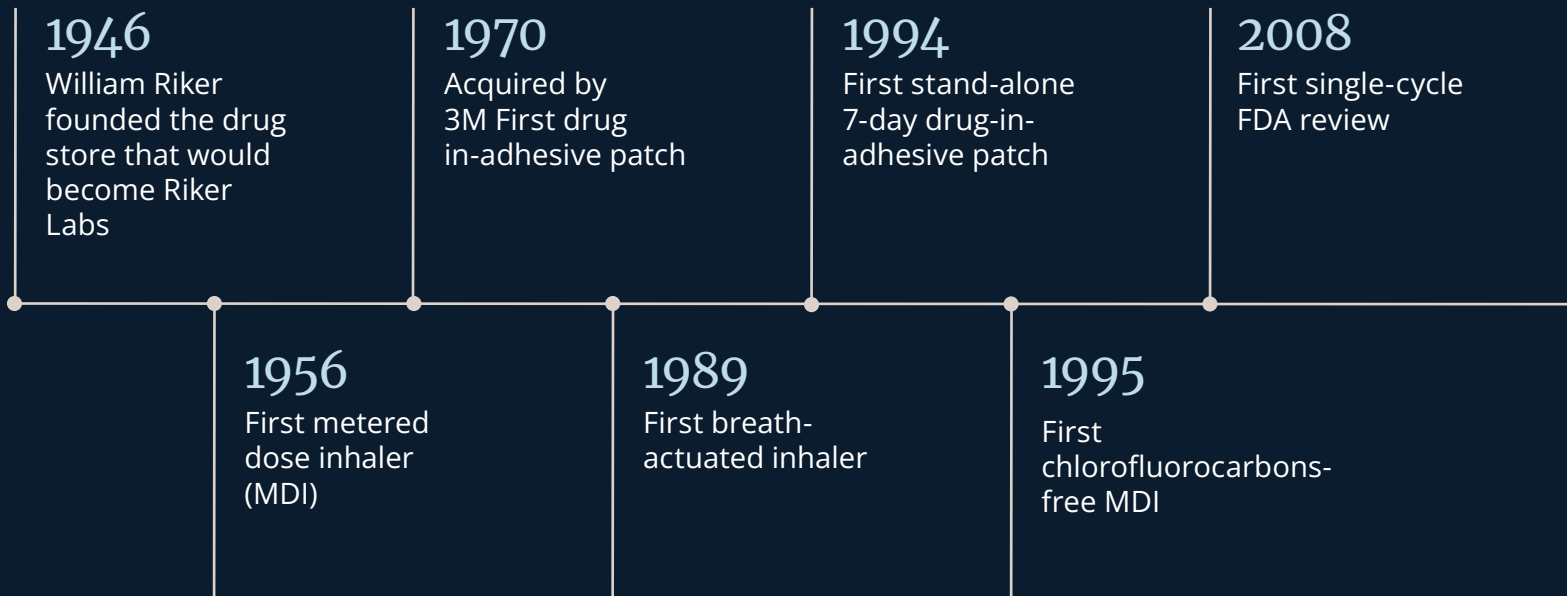 1946
William Riker
founded the drug
store that would
become Riker
Labs
1970
Acquired by
3M First drug
in-adhesive patch
1994
First stand-alone
7-day drug-in-
adhesive patch
2008
First single-cycle
FDA review
1956
First metered
dose inhaler
(MDI)
1989
First breath-
actuated inhaler
1995
First
chlorofluorocarbons-
free MDI